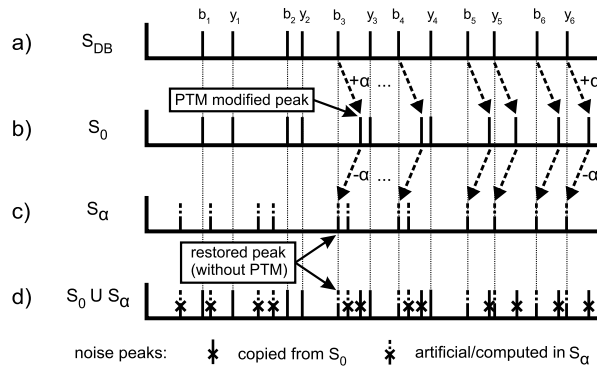 b1 y1 b2 y2 b3 y3 b4 y4 b5 y5 b6 y6
a) SDB
+α ... +α
PTM modified peak
b) S0
-α ... -α
c) Sα
restored peak
(without PTM)
d) S0 U Sα
noise peaks: copied from S0 artificial/computed in Sα